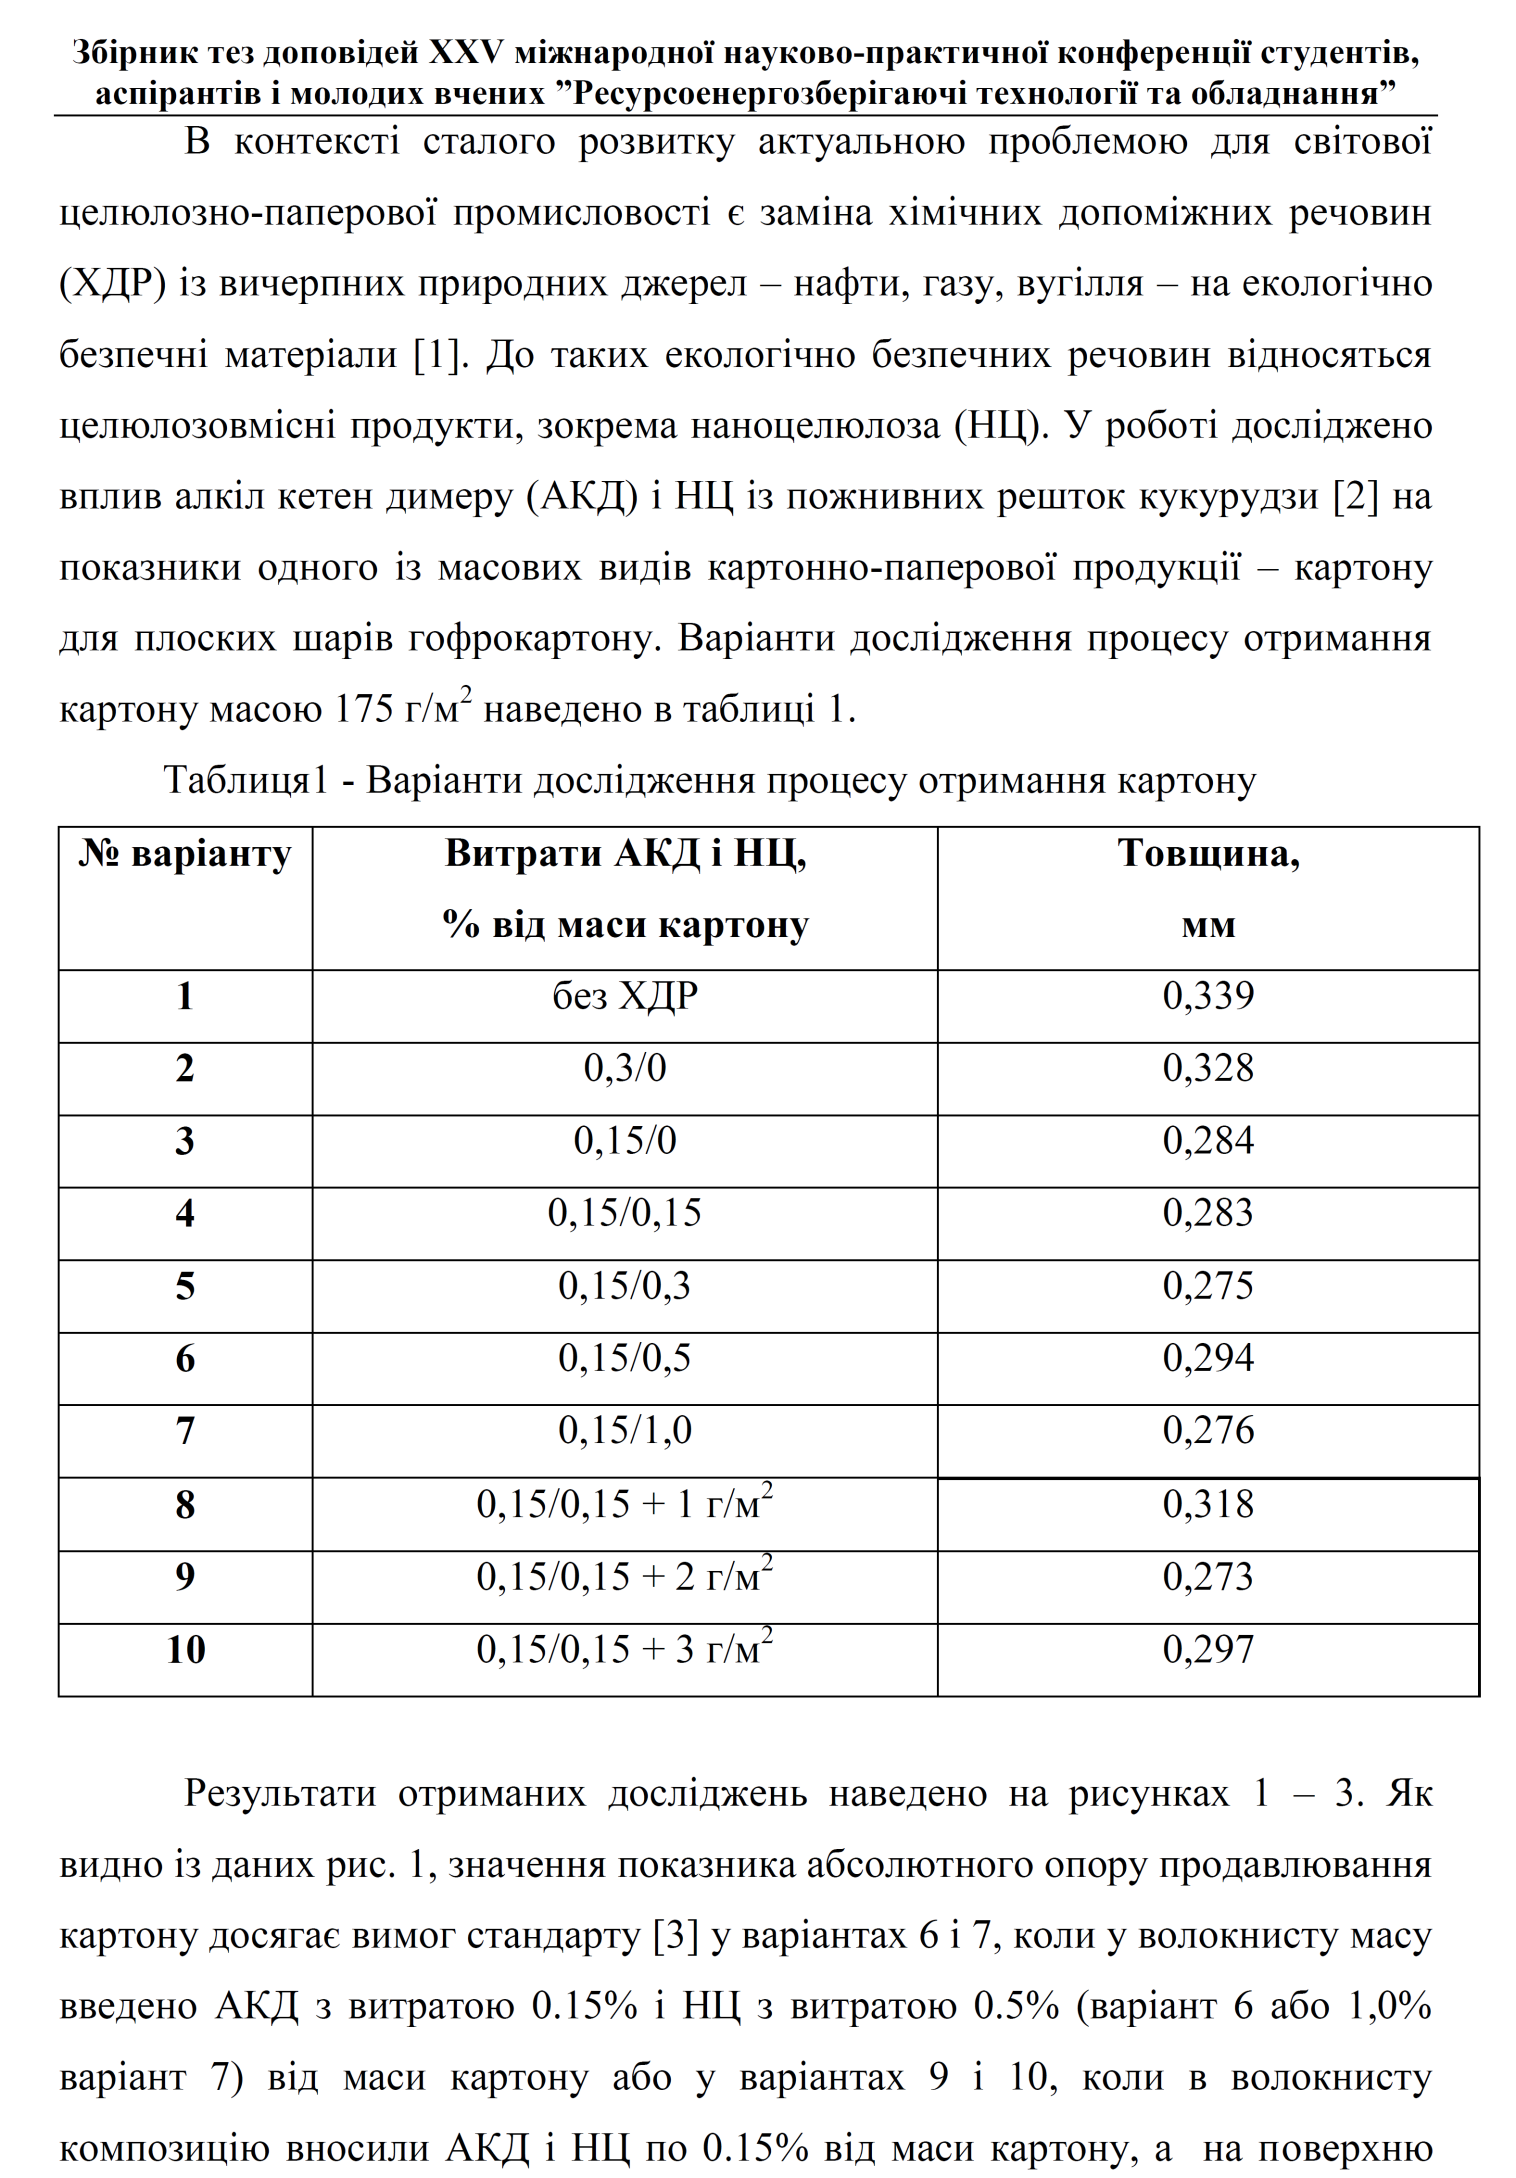 Збірник тез доповідей XXV міжнародної науково-практичної конференції студентів,
аспірантів і молодих вчених ”Ресурсоенергозберігаючі технології та обладнання”
В контексті сталого розвитку актуальною проблемою для світової
целюлозно-паперової промисловості є заміна хімічних допоміжних речовин
(ХДР) із вичерпних природних джерел – нафти, газу, вугілля – на екологічно
безпечні матеріали [1]. До таких екологічно безпечних речовин відносяться
целюлозовмісні продукти, зокрема наноцелюлоза (НЦ). У роботі досліджено
вплив алкіл кетен димеру (АКД) і НЦ із пожнивних решток кукурудзи [2] на
показники одного із масових видів картонно-паперової продукції – картону
для плоских шарів гофрокартону. Варіанти дослідження процесу отримання
картону масою 175 г/м² наведено в таблиці 1.
Таблиця1 - Варіанти дослідження процесу отримання картону
№ варіанту Витрати АКД і НЦ, Товщина,
% від маси картону мм
1 без ХДР 0,339
2 0,3/0 0,328
3 0,15/0 0,284
4 0,15/0,15 0,283
5 0,15/0,3 0,275
6 0,15/0,5 0,294
7 0,15/1,0 0,276
8 0,15/0,15 + 1 г/м² 0,318
9 0,15/0,15 + 2 г/м² 0,273
10 0,15/0,15 + 3 г/м² 0,297
Результати отриманих досліджень наведено на рисунках 1 – 3. Як
видно із даних рис. 1, значення показника абсолютного опору продавлювання
картону досягає вимог стандарту [3] у варіантах 6 і 7, коли у волокнисту масу
введено АКД з витратою 0.15% і НЦ з витратою 0.5% (варіант 6 або 1,0%
варіант 7) від маси картону або у варіантах 9 і 10, коли в волокнисту
композицію вносили АКД і НЦ по 0.15% від маси картону, а на поверхню